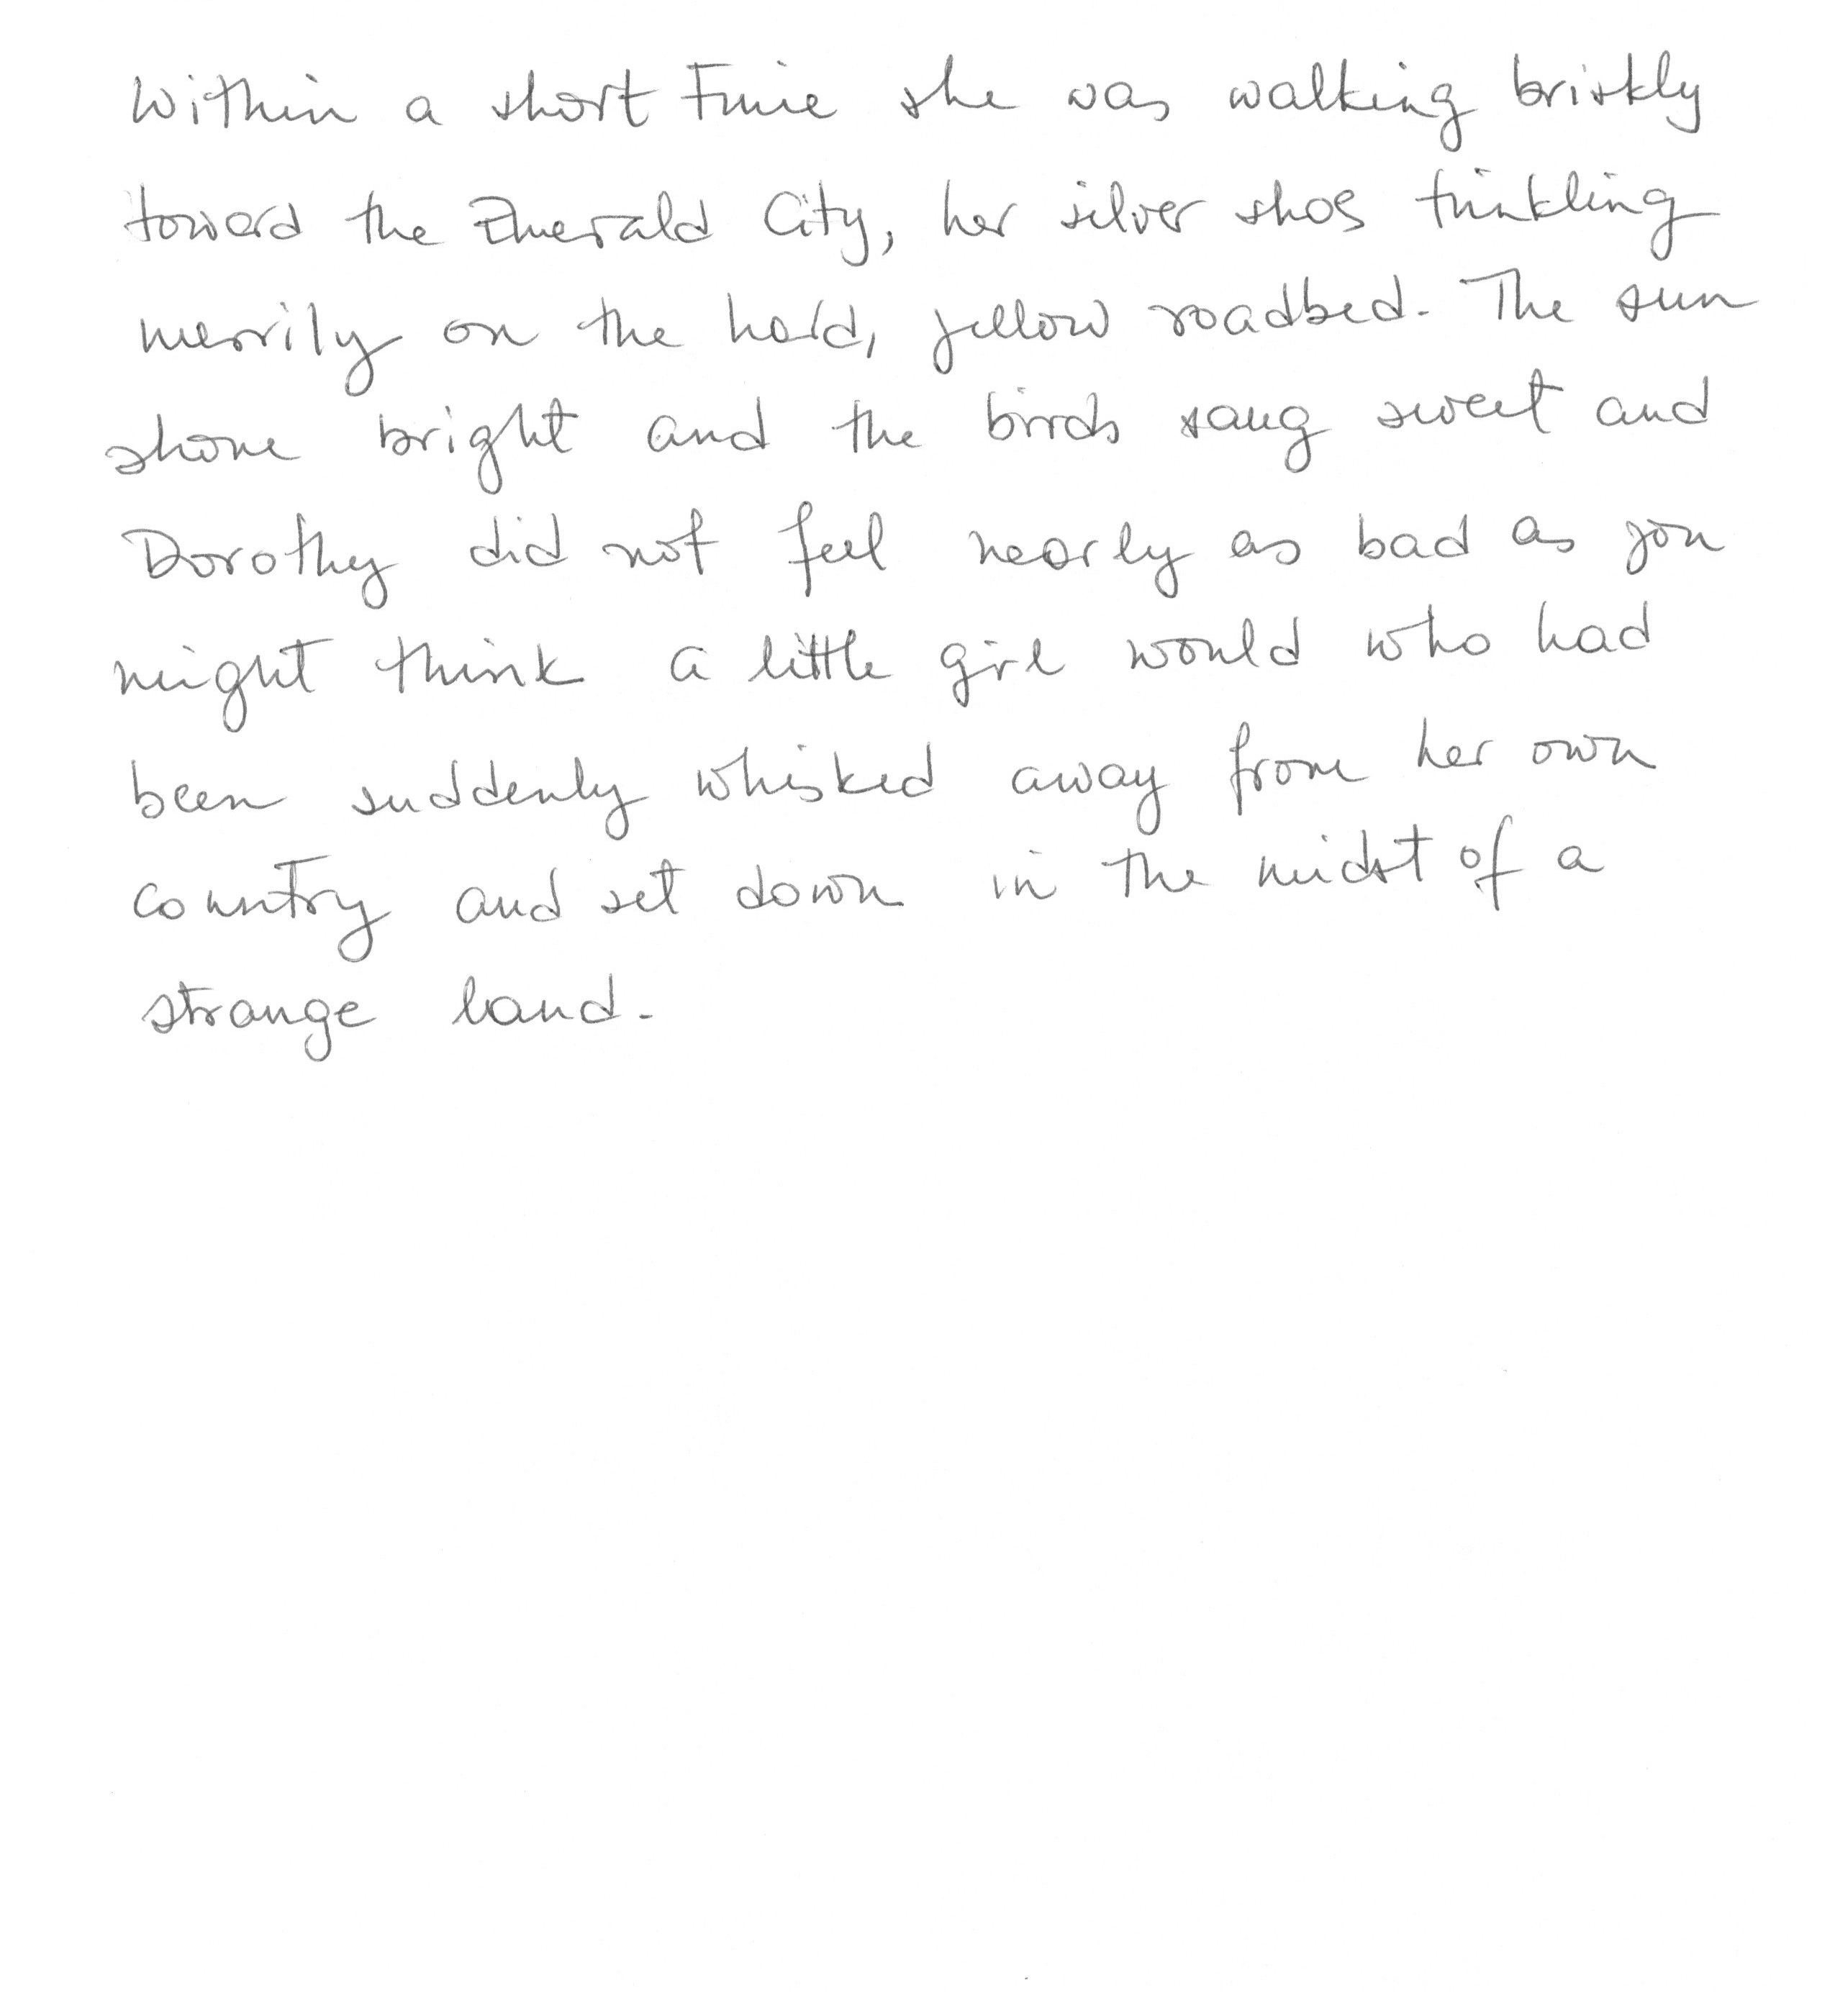 Within a short time she was walking briskly
toward the Emerald City, her silver shoes tinkling
merrily on the hard, yellow roadbed. The sun
shone bright and the birds sang sweet and
Dorothy did not feel nearly as bad as you
might think a little girl would who had
been suddenly whisked away from her own
country and set down in the midst of a
strange land.